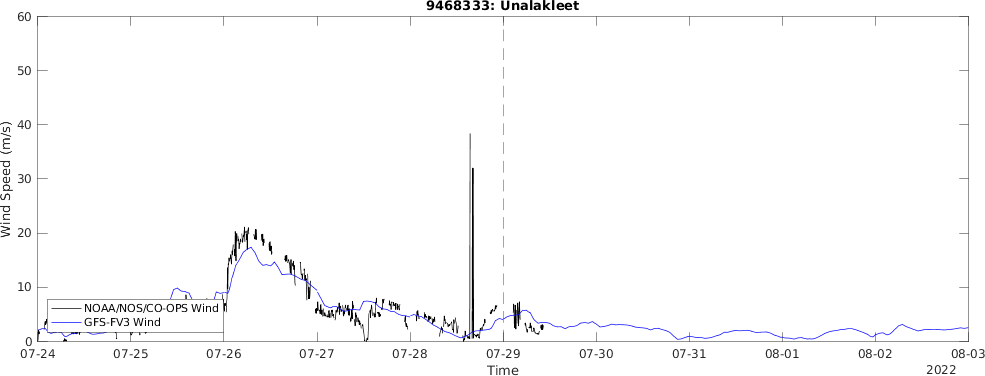 9468333: Unalakleet
60
50
40
30
20
10
0
Wind Speed (m/s)
NOAA/NOS/CO-OPS Wind
GFS-FV3 Wind
07-24 07-25 07-26 07-27 07-28 07-29 07-30 07-31 08-01 08-02 08-03
Time
2022